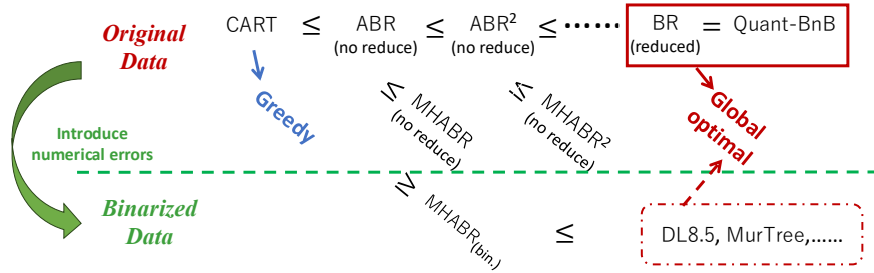 CART ≤ ABR ≤ ABR² ≤ •••••• BR = Quant-BnB
(no reduce) (no reduce) (reduced)
Original
Data
Greedy
≤ MHABR
(no reduce)
≤ MHABR²
(no reduce)
Global
optimal
Introduce
numerical errors
Binarized
Data
≥ MHABR(bin.) ≤ DL8.5, MurTree,......